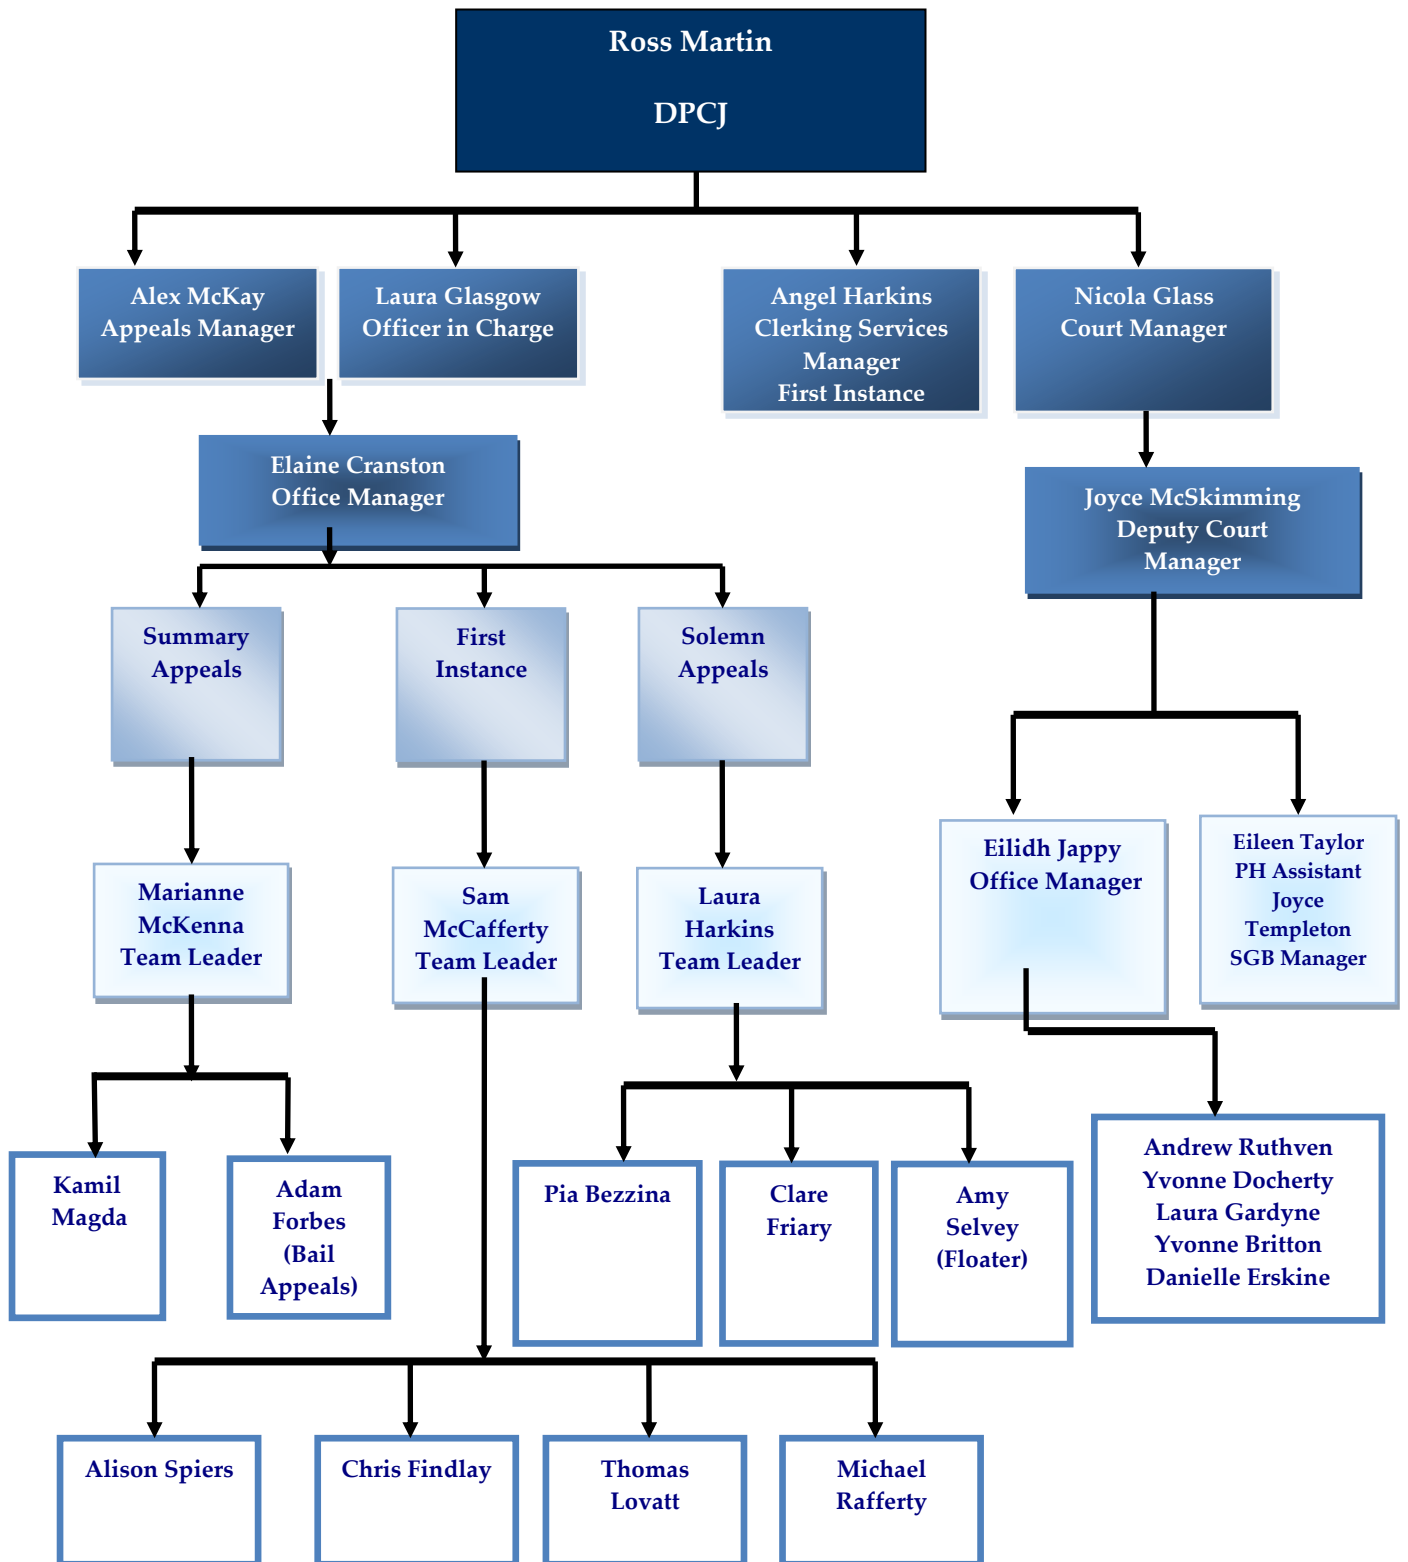 Ross Martin
DPCJ
Alex McKay
Appeals Manager
Laura Glasgow
Officer in Charge
Angel Harkins
Clerking Services
Manager
First Instance
Nicola Glass
Court Manager
Elaine Cranston
Office Manager
Joyce McSkimming
Deputy Court
Manager
Summary
Appeals
First
Instance
Solemn
Appeals
Marianne
McKenna
Team Leader
Sam
McCafferty
Team Leader
Laura
Harkins
Team Leader
Eilidh Jappy
Office Manager
Eileen Taylor
PH Assistant
Joyce
Templeton
SGB Manager
Kamil
Magda
Adam
Forbes
(Bail
Appeals)
Pia Bezzina
Clare
Friary
Amy
Selvey
(Floater)
Andrew Ruthven
Yvonne Docherty
Laura Gardyne
Yvonne Britton
Danielle Erskine
Alison Spiers
Chris Findlay
Thomas
Lovatt
Michael
Rafferty